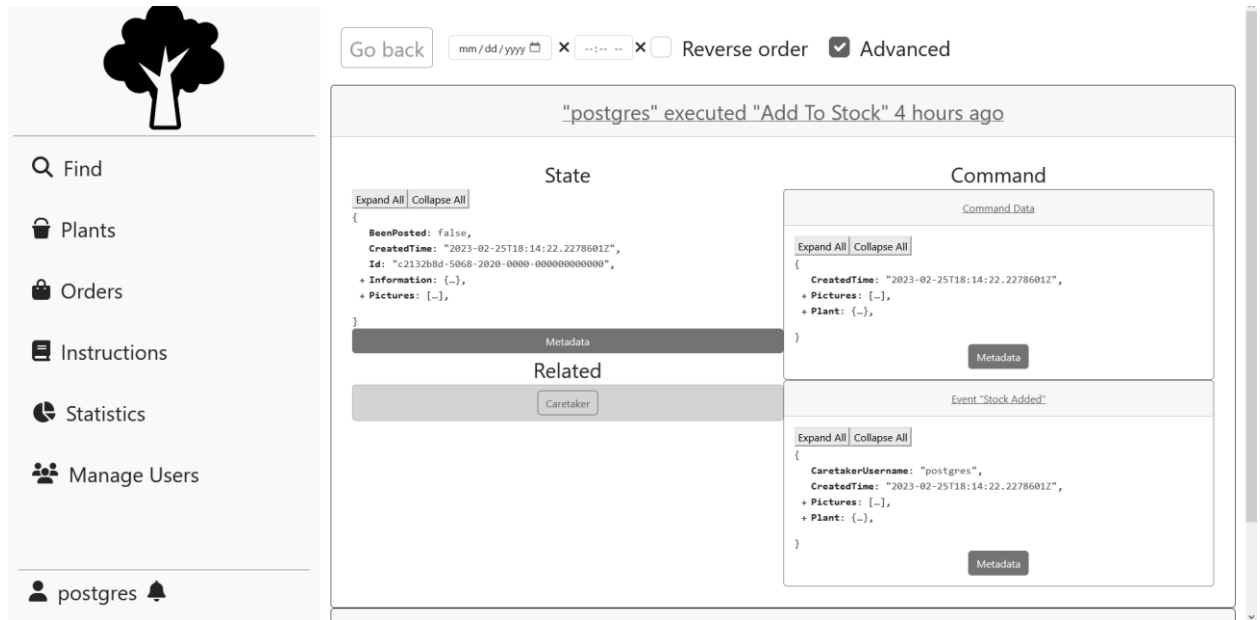 Go back mm/dd/yyyy × --:-- -- × Reverse order Advanced
"postgres" executed "Add To Stock" 4 hours ago
Find
Plants
Orders
Instructions
Statistics
Manage Users
postgres
State
Expand All Collapse All
{
BeenPosted: false,
CreatedTime: "2023-02-25T18:14:22.2278601Z",
Id: "c2132b8d-5068-2020-0000-000000000000",
+ Information: {…},
+ Pictures: […],
}
Metadata
Related
Caretaker
Command
Command Data
Expand All Collapse All
{
CreatedTime: "2023-02-25T18:14:22.2278601Z",
+ Pictures: […],
+ Plant: {…},
}
Metadata
Event "Stock Added"
Expand All Collapse All
{
CaretakerUsername: "postgres",
CreatedTime: "2023-02-25T18:14:22.2278601Z",
+ Pictures: […],
+ Plant: {…},
}
Metadata